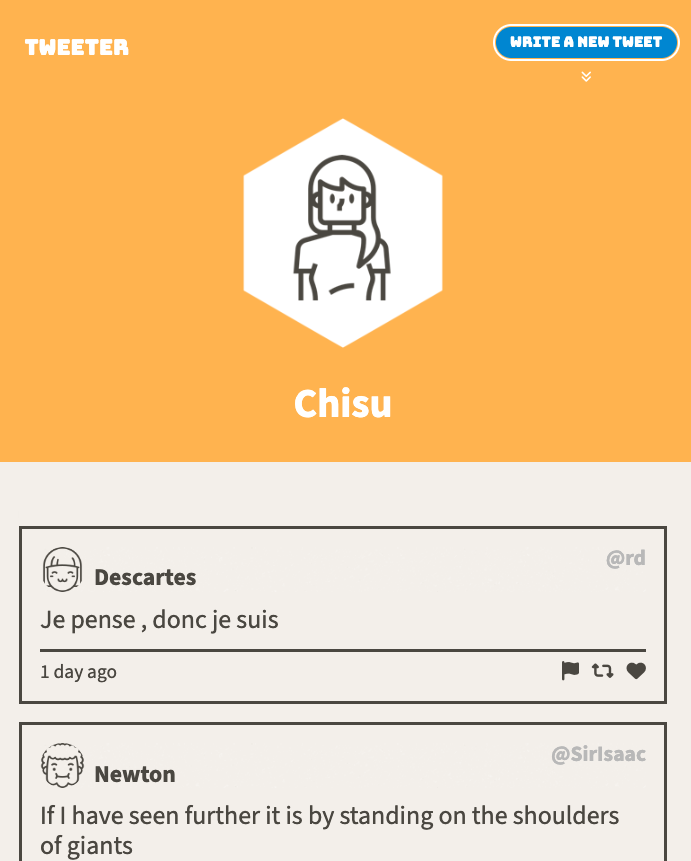 TWEETER
WRITE A NEW TWEET
Chisu
Descartes
@rd
Je pense , donc je suis
1 day ago
Newton
@SirIsaac
If I have seen further it is by standing on the shoulders
of giants